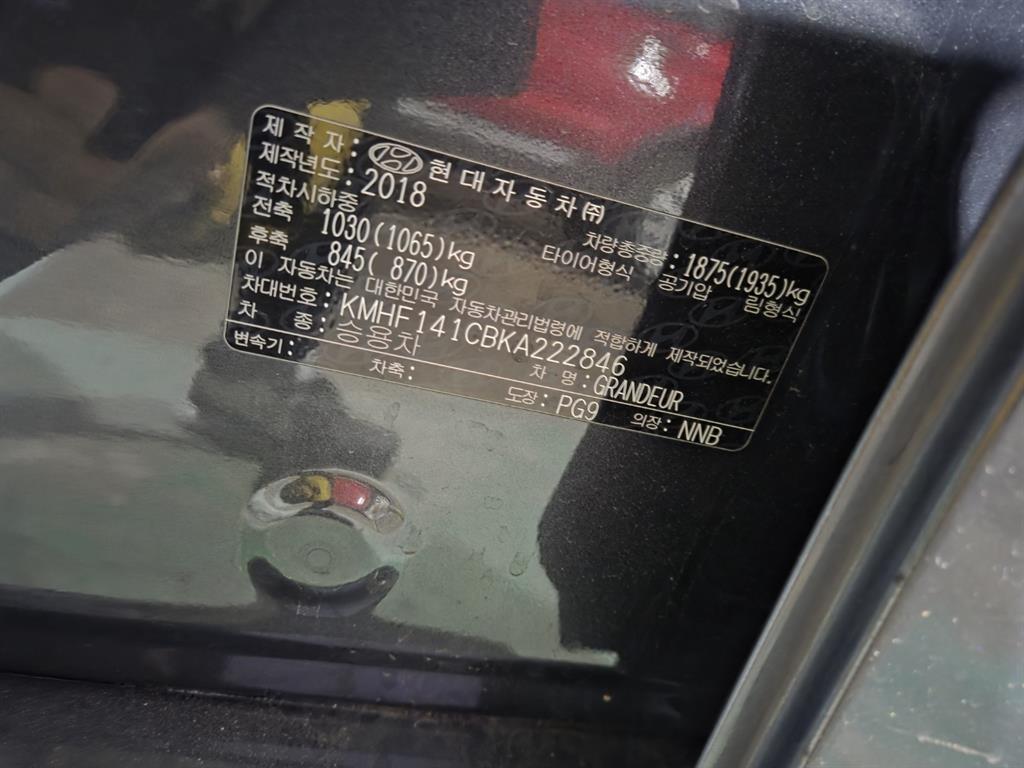 제 작 자 : 현 대 자 동 차 ㈜
제작년도 : 2018
적차시하중 차량총중량 : 1875(1935)kg
전축 1030(1065)kg 타이어형식 공기압 림형식
후축 845( 870)kg
이 자동차는 대한민국 자동차관리법령에 적합하게 제작되었습니다.
차대번호 : KMHF141CBKA222846
차 종 : 승용차 차 명 : GRANDEUR
변속기 : 차축 : 도장 : PG9 의장 : NNB